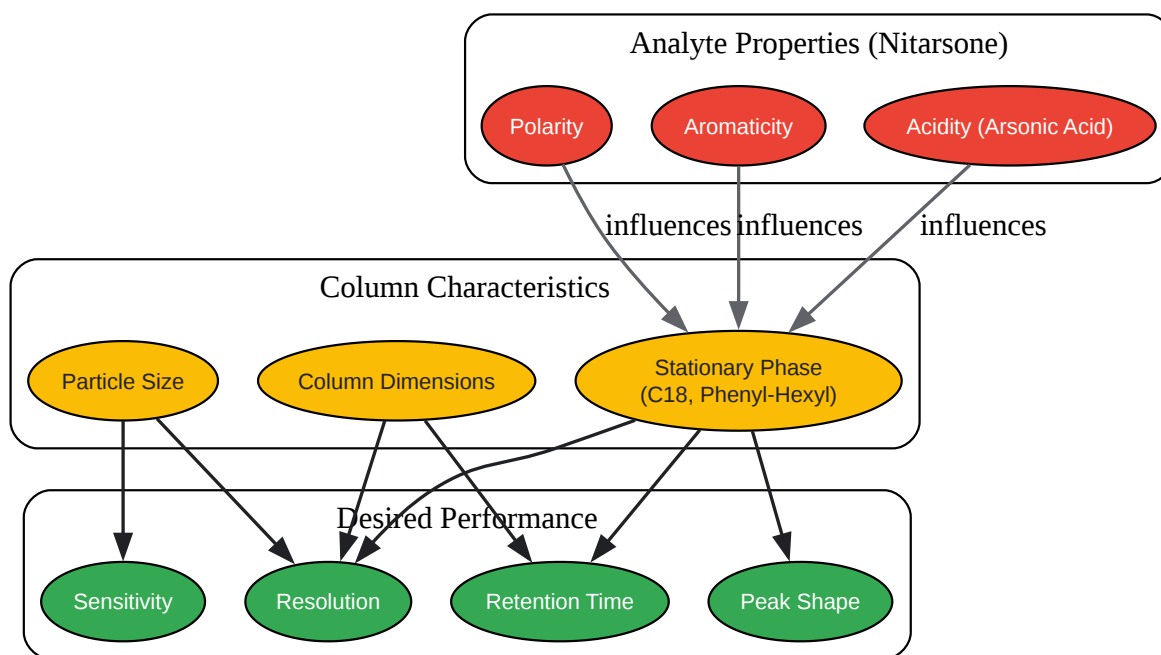 Analyte Properties (Nitarsone)
Polarity
Aromaticity
Acidity (Arsonic Acid)
influences
influences
influences
Column Characteristics
Particle Size
Column Dimensions
Stationary Phase
(C18, Phenyl-Hexyl)
Desired Performance
Sensitivity
Resolution
Retention Time
Peak Shape